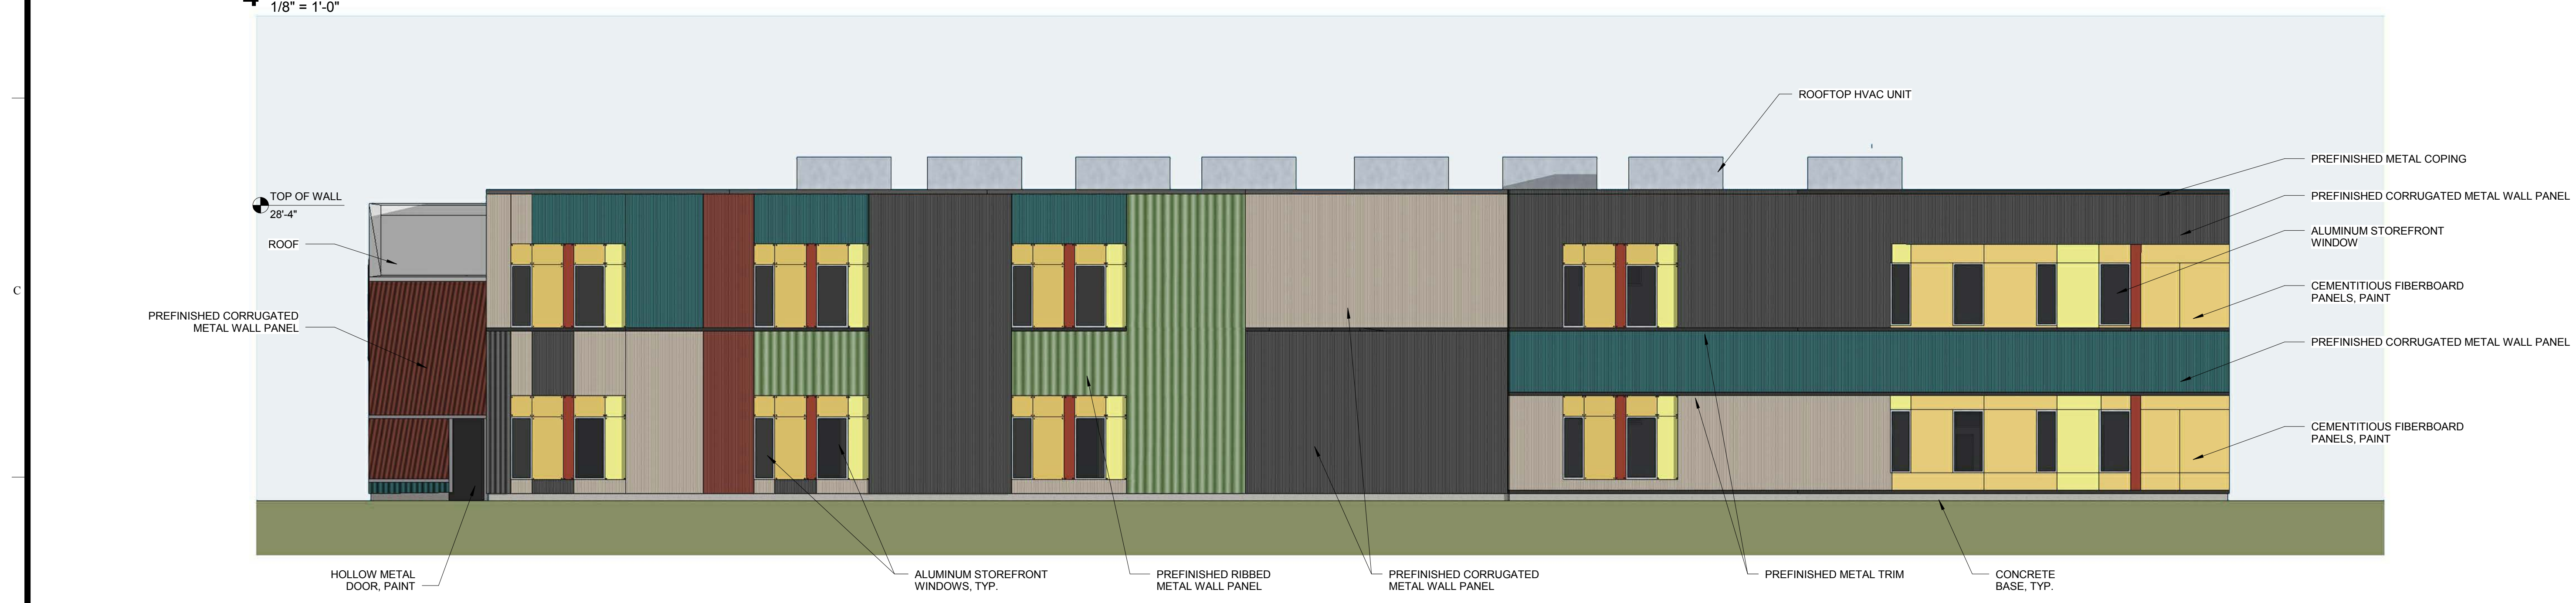 1/8" = 1'-0"
ROOFTOP HVAC UNIT
PREFINISHED METAL COPING
TOP OF WALL
28'-4"
PREFINISHED CORRUGATED METAL WALL PANEL
ROOF
ALUMINUM STOREFRONT
WINDOW
C
CEMENTITIOUS FIBERBOARD
PANELS, PAINT
PREFINISHED CORRUGATED
METAL WALL PANEL
PREFINISHED CORRUGATED METAL WALL PANEL
CEMENTITIOUS FIBERBOARD
PANELS, PAINT
HOLLOW METAL
DOOR, PAINT
ALUMINUM STOREFRONT
WINDOWS, TYP.
PREFINISHED RIBBED
METAL WALL PANEL
PREFINISHED CORRUGATED
METAL WALL PANEL
PREFINISHED METAL TRIM
CONCRETE
BASE, TYP.